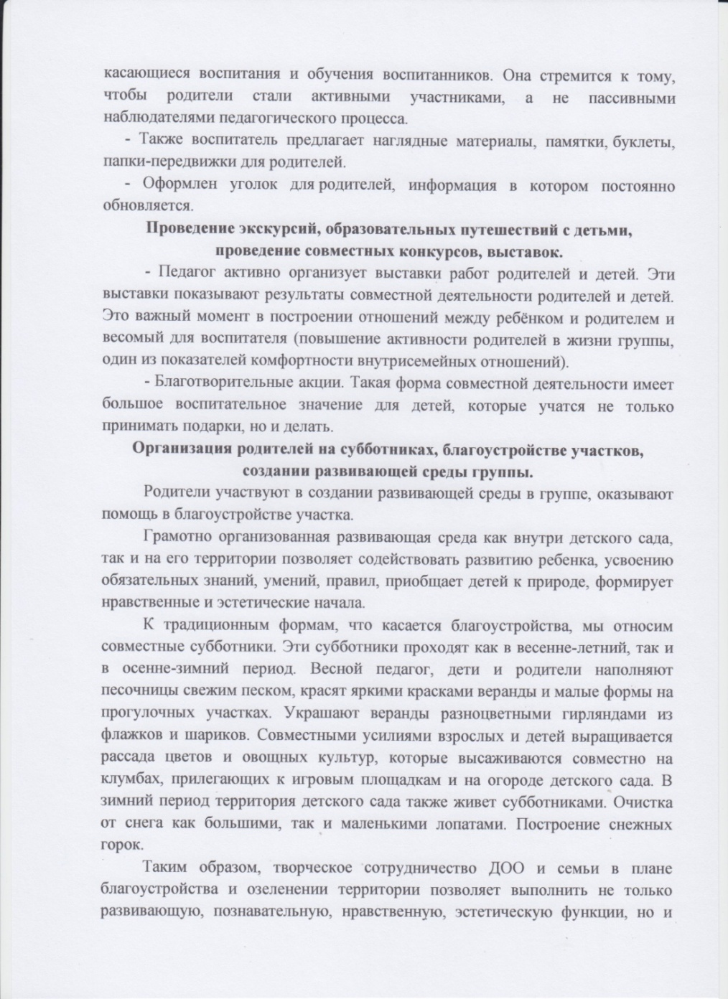 касающиеся воспитания и обучения воспитанников. Она стремится к тому,
чтобы родители стали активными участниками, а не пассивными
наблюдателями педагогического процесса.
- Также воспитатель предлагает наглядные материалы, памятки, буклеты,
папки-передвижки для родителей.
- Оформлен уголок для родителей, информация в котором постоянно
обновляется.
Проведение экскурсий, образовательных путешествий с детьми,
проведение совместных конкурсов, выставок.
- Педагог активно организует выставки работ родителей и детей. Эти
выставки показывают результаты совместной деятельности родителей и детей.
Это важный момент в построении отношений между ребёнком и родителем и
весомый для воспитателя (повышение активности родителей в жизни группы,
один из показателей комфортности внутрисемейных отношений).
- Благотворительные акции. Такая форма совместной деятельности имеет
большое воспитательное значение для детей, которые учатся не только
принимать подарки, но и делать.
Организация родителей на субботниках, благоустройстве участков,
создании развивающей среды группы.
Родители участвуют в создании развивающей среды в группе, оказывают
помощь в благоустройстве участка.
Грамотно организованная развивающая среда как внутри детского сада,
так и на его территории позволяет содействовать развитию ребенка, усвоению
обязательных знаний, умений, правил, приобщает детей к природе, формирует
нравственные и эстетические начала.
К традиционным формам, что касается благоустройства, мы относим
совместные субботники. Эти субботники проходят как в весенне-летний, так и
в осенне-зимний период. Весной педагог, дети и родители наполняют
песочницы свежим песком, красят яркими красками веранды и малые формы на
прогулочных участках. Украшают веранды разноцветными гирляндами из
флажков и шариков. Совместными усилиями взрослых и детей выращивается
рассада цветов и овощных культур, которые высаживаются совместно на
клумбах, прилегающих к игровым площадкам и на огороде детского сада. В
зимний период территория детского сада также живет субботниками. Очистка
от снега как большими, так и маленькими лопатами. Построение снежных
горок.
Таким образом, творческое сотрудничество ДОО и семьи в плане
благоустройства и озеленении территории позволяет выполнить не только
развивающую, познавательную, нравственную, эстетическую функции, но и